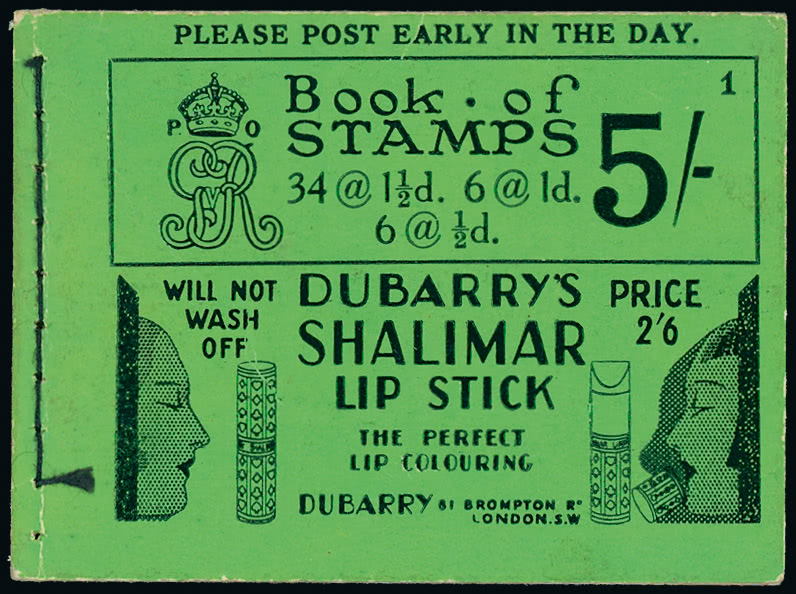 PLEASE POST EARLY IN THE DAY.
1
P. O
Book · of
STAMPS
5/-
34 @ 1½d. 6 @ 1d.
6 @ ½d.
WILL NOT
WASH
OFF
DUBARRY'S
SHALIMAR
LIP STICK
PRICE
2'6
THE PERFECT
LIP COLOURING
DUBARRY 81 BROMPTON Rᴰ
LONDON.S.W